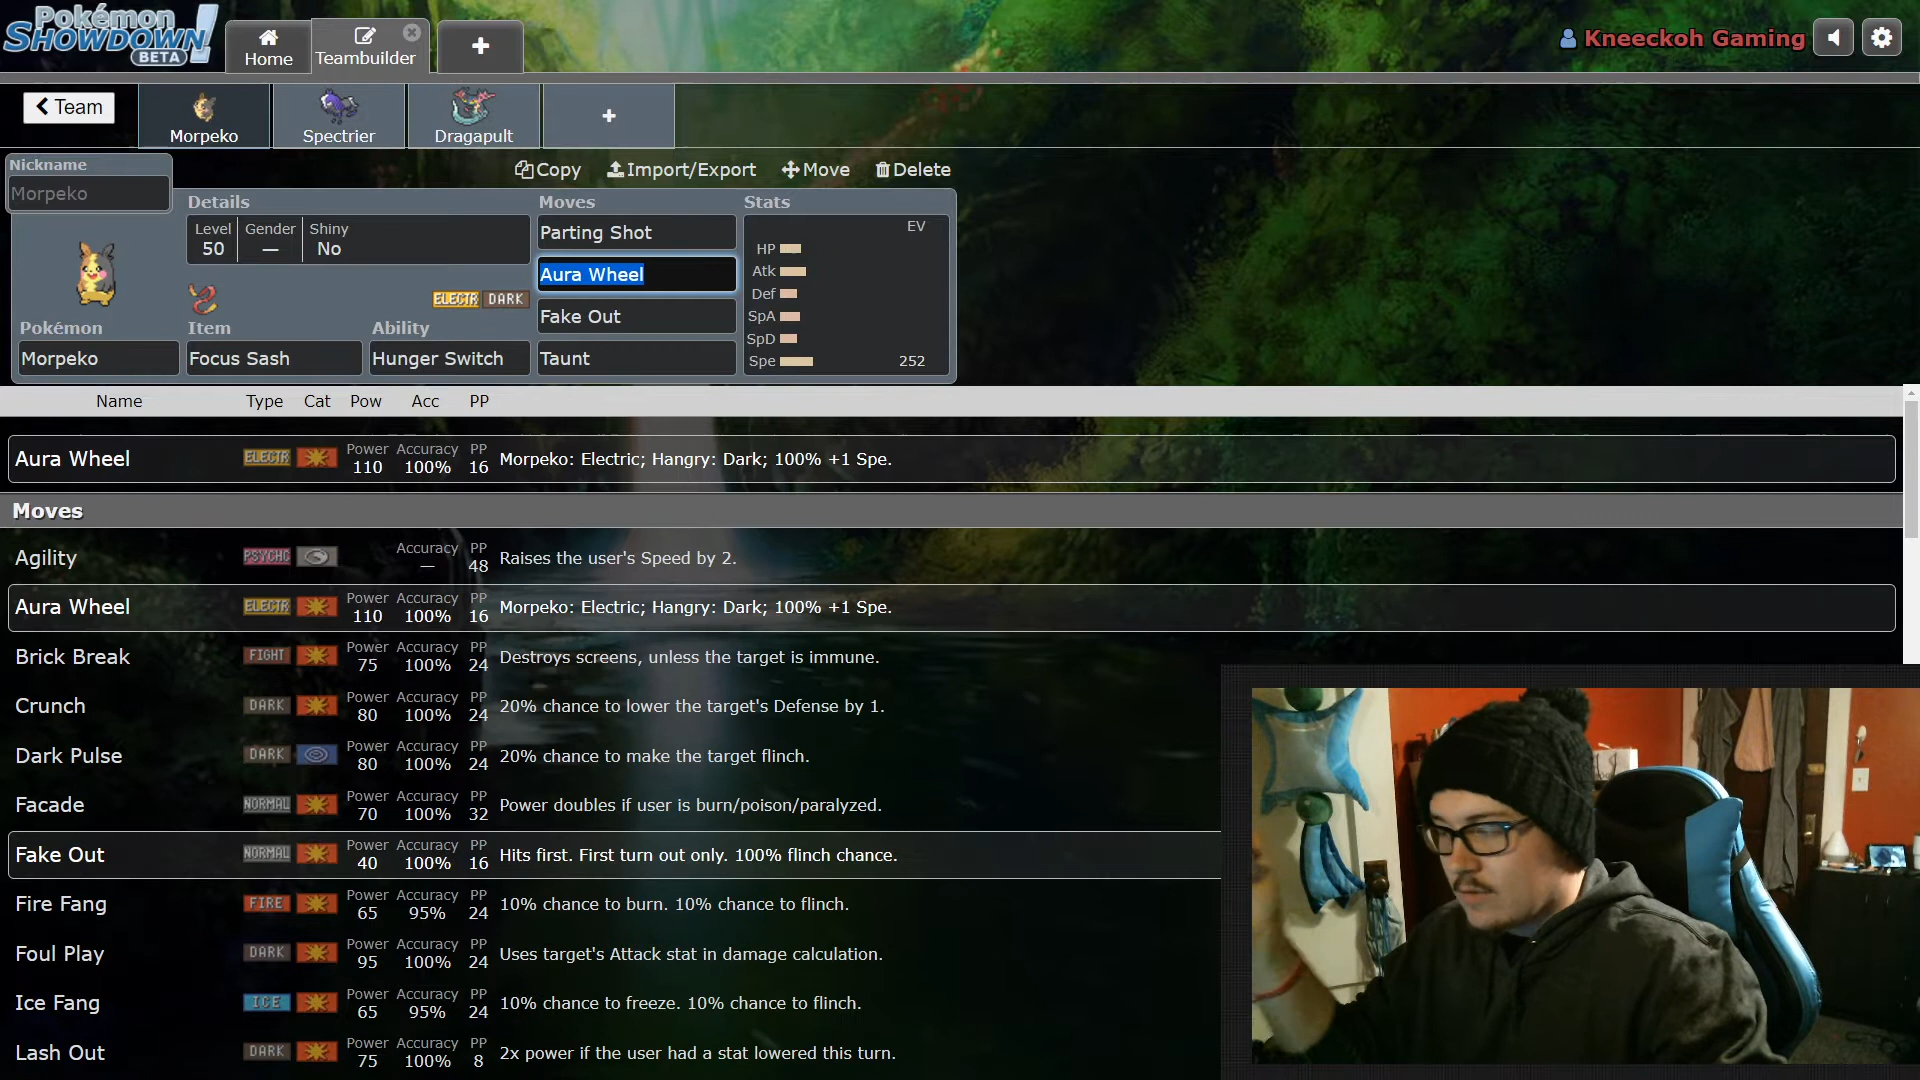 Pokémon
SHOWDOWN!
BETA
Home
Teambuilder
+
Kneeckoh Gaming
Team
Morpeko
Spectrier
Dragapult
+
Nickname
Morpeko
Copy
Import/Export
Move
Delete
Details
Level
50
Gender
—
Shiny
No
ELECTR
DARK
Pokémon
Morpeko
Item
Focus Sash
Ability
Hunger Switch
Moves
Parting Shot
Aura Wheel
Fake Out
Taunt
Stats
EV
HP
Atk
Def
SpA
SpD
Spe 252
Name Type Cat Pow Acc PP
Aura Wheel ELECTR Power 110 Accuracy 100% PP 16 Morpeko: Electric; Hangry: Dark; 100% +1 Spe.
Moves
Agility PSYCHC Accuracy — PP 48 Raises the user's Speed by 2.
Aura Wheel ELECTR Power 110 Accuracy 100% PP 16 Morpeko: Electric; Hangry: Dark; 100% +1 Spe.
Brick Break FIGHT Power 75 Accuracy 100% PP 24 Destroys screens, unless the target is immune.
Crunch DARK Power 80 Accuracy 100% PP 24 20% chance to lower the target's Defense by 1.
Dark Pulse DARK Power 80 Accuracy 100% PP 24 20% chance to make the target flinch.
Facade NORMAL Power 70 Accuracy 100% PP 32 Power doubles if user is burn/poison/paralyzed.
Fake Out NORMAL Power 40 Accuracy 100% PP 16 Hits first. First turn out only. 100% flinch chance.
Fire Fang FIRE Power 65 Accuracy 95% PP 24 10% chance to burn. 10% chance to flinch.
Foul Play DARK Power 95 Accuracy 100% PP 24 Uses target's Attack stat in damage calculation.
Ice Fang ICE Power 65 Accuracy 95% PP 24 10% chance to freeze. 10% chance to flinch.
Lash Out DARK Power 75 Accuracy 100% PP 8 2x power if the user had a stat lowered this turn.